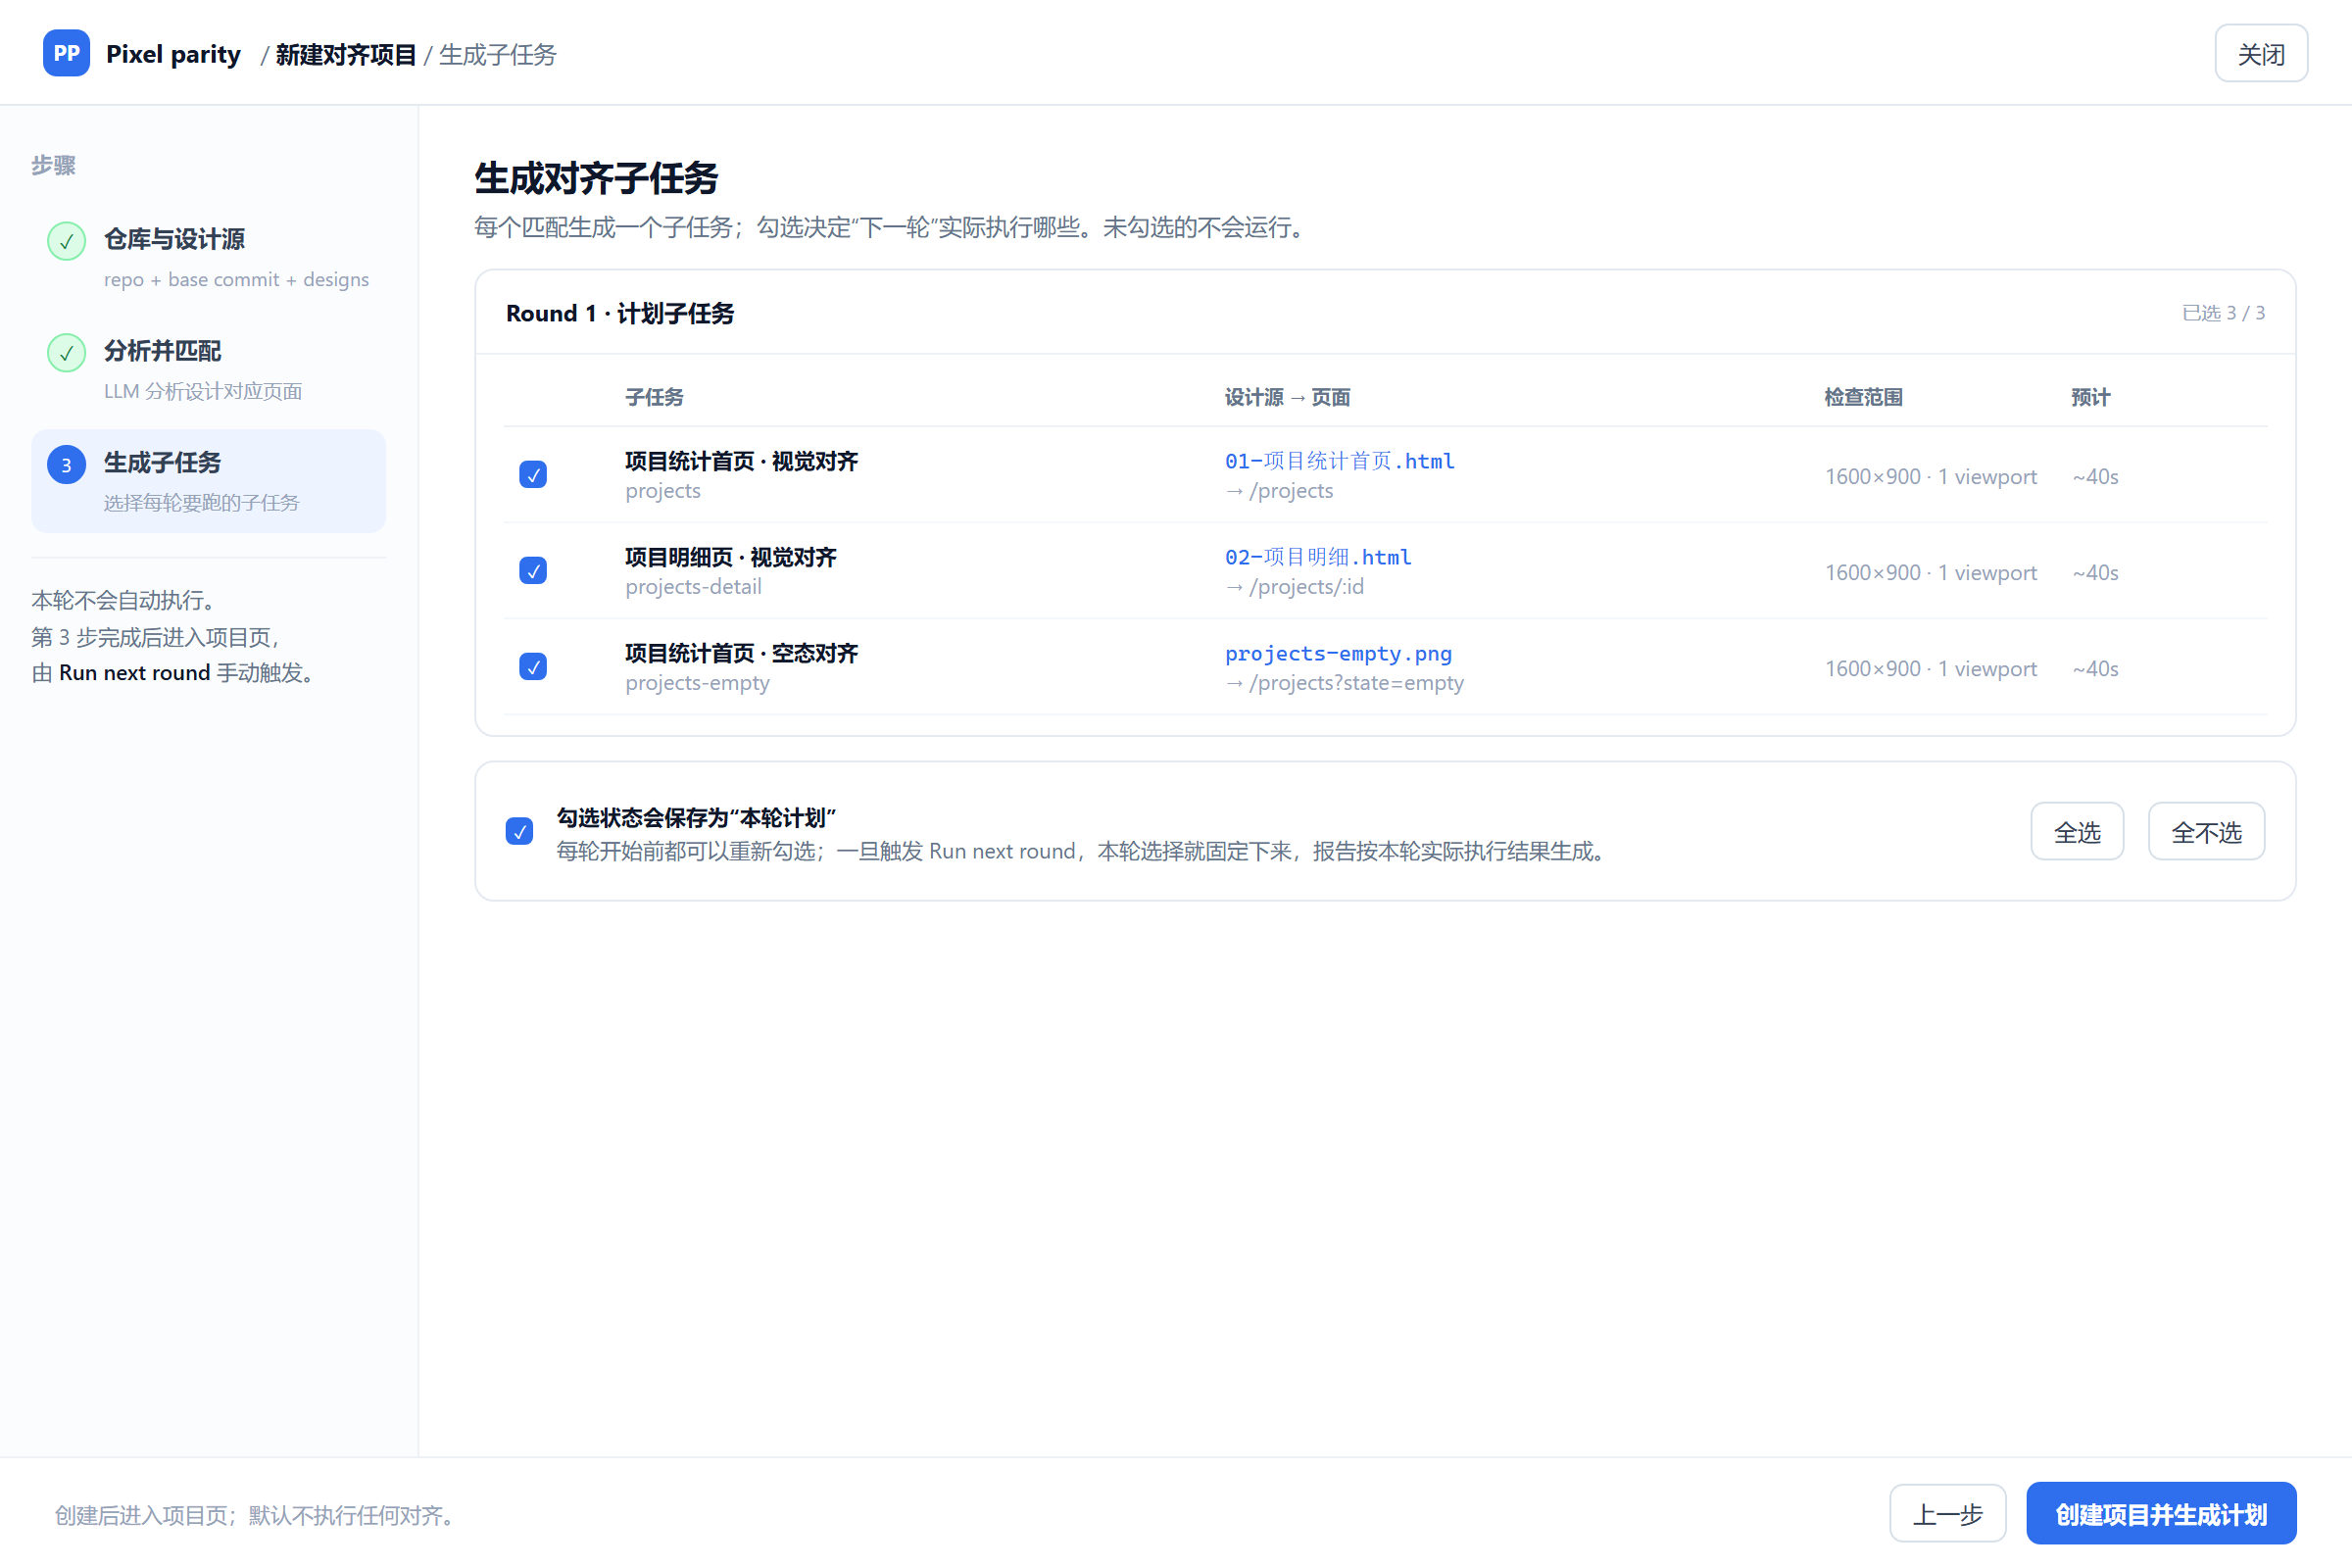 PP Pixel parity / 新建对齐项目 / 生成子任务
关闭
步骤
✓ 仓库与设计源
repo + base commit + designs
✓ 分析并匹配
LLM 分析设计对应页面
3 生成子任务
选择每轮要跑的子任务
本轮不会自动执行。
第 3 步完成后进入项目页，
由 Run next round 手动触发。
生成对齐子任务
每个匹配生成一个子任务；勾选决定“下一轮”实际执行哪些。未勾选的不会运行。
Round 1 · 计划子任务
已选 3 / 3
子任务 设计源 → 页面 检查范围 预计
✓ 项目统计首页 · 视觉对齐 01-项目统计首页.html 1600×900 · 1 viewport ~40s
projects → /projects
✓ 项目明细页 · 视觉对齐 02-项目明细.html 1600×900 · 1 viewport ~40s
projects-detail → /projects/:id
✓ 项目统计首页 · 空态对齐 projects-empty.png 1600×900 · 1 viewport ~40s
projects-empty → /projects?state=empty
✓ 勾选状态会保存为“本轮计划”
每轮开始前都可以重新勾选；一旦触发 Run next round，本轮选择就固定下来，报告按本轮实际执行结果生成。
全选 全不选
创建后进入项目页；默认不执行任何对齐。
上一步 创建项目并生成计划